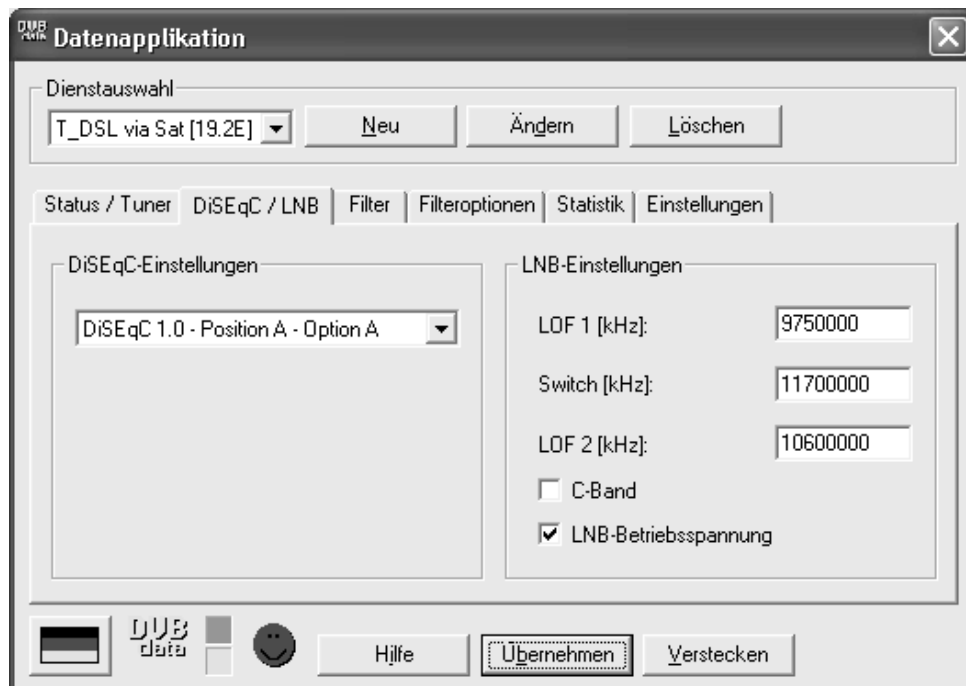 DVB data Datenapplikation
Dienstauswahl
T_DSL via Sat [19.2E] Neu Ändern Löschen
Status / Tuner DiSEqC / LNB Filter Filteroptionen Statistik Einstellungen
DiSEqC-Einstellungen
DiSEqC 1.0 - Position A - Option A
LNB-Einstellungen
LOF 1 [kHz]: 9750000
Switch [kHz]: 11700000
LOF 2 [kHz]: 10600000
C-Band
LNB-Betriebsspannung
DVB
data
Hilfe Übernehmen Verstecken